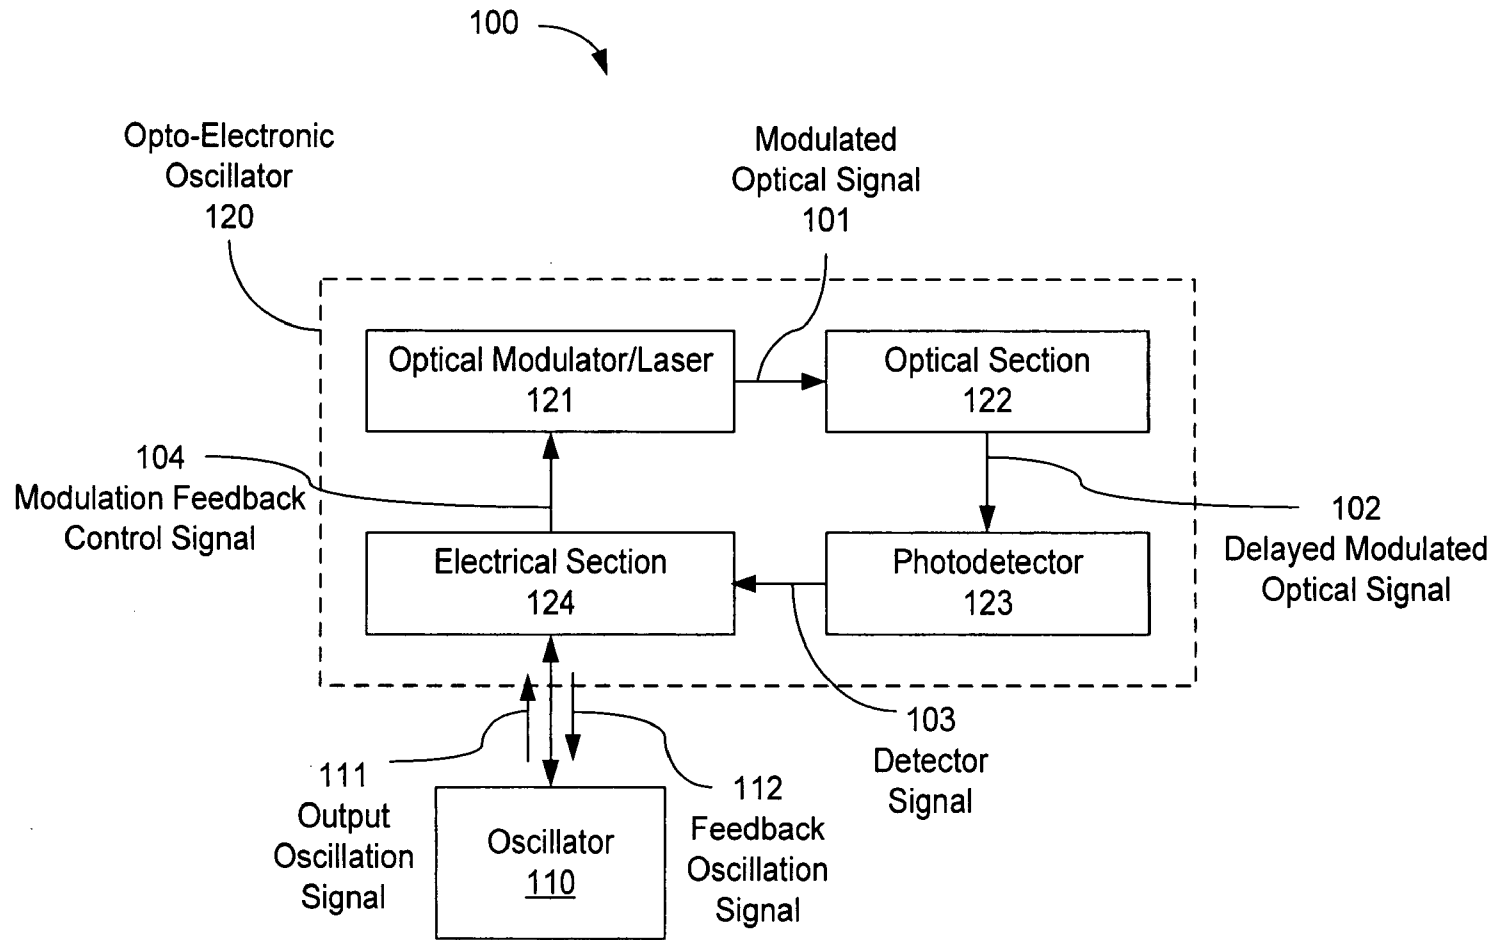 100
Opto-Electronic
Oscillator
120
Modulated
Optical Signal
101
Optical Modulator/Laser
121
Optical Section
122
104
Modulation Feedback
Control Signal
102
Delayed Modulated
Optical Signal
Electrical Section
124
Photodetector
123
103
Detector
Signal
111
Output
Oscillation
Signal
112
Feedback
Oscillation
Signal
Oscillator
110